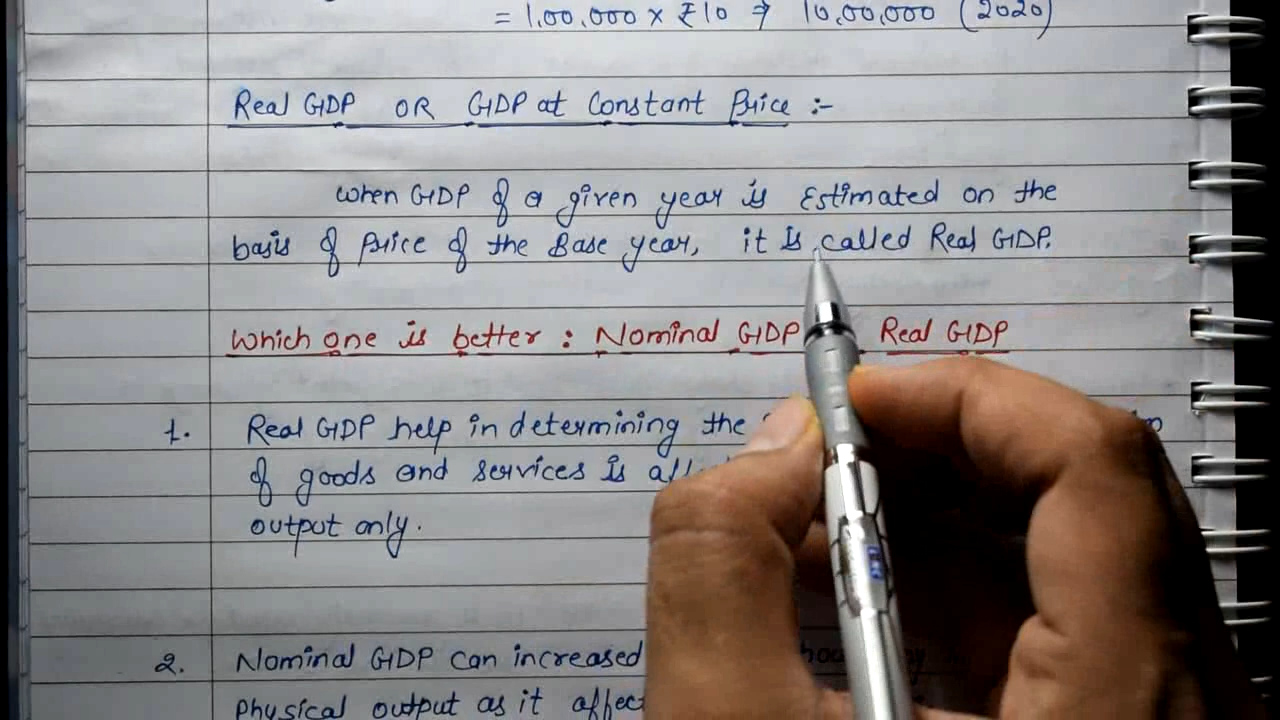 = 1,00,000 × ₹10 ⇒ 10,00,000 (2020)
Real GDP OR GDP at Constant Price :-
When GDP of a given year is Estimated on the
basis of Price of the Base year, it is called Real GDP.
Which one is better : Nominal GDP Real GDP
1. Real GDP help in determining the
of goods and services is
output only.
2. Nominal GDP can increased
physical output as it